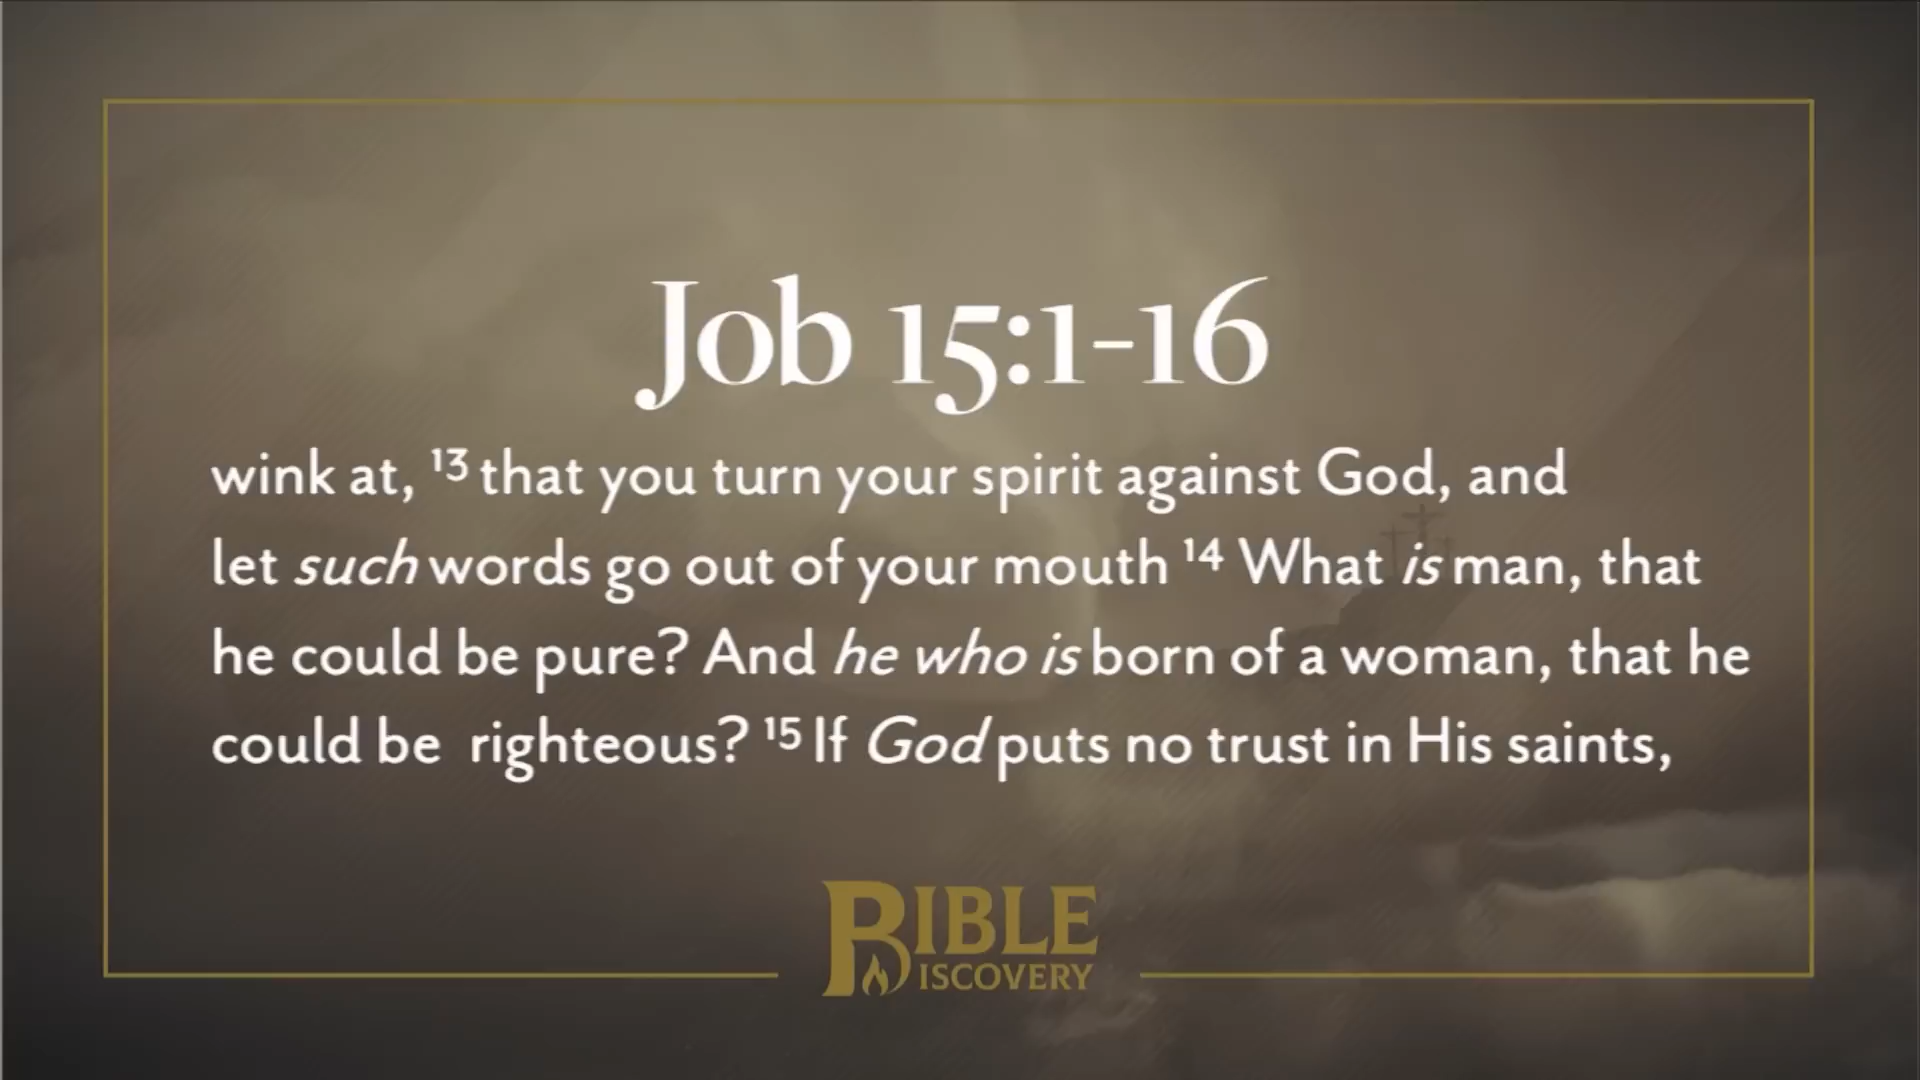 Job 15:1-16
wink at, ¹³ that you turn your spirit against God, and
let such words go out of your mouth ¹⁴ What is man, that
he could be pure? And he who is born of a woman, that he
could be righteous? ¹⁵ If God puts no trust in His saints,
BIBLE
DISCOVERY